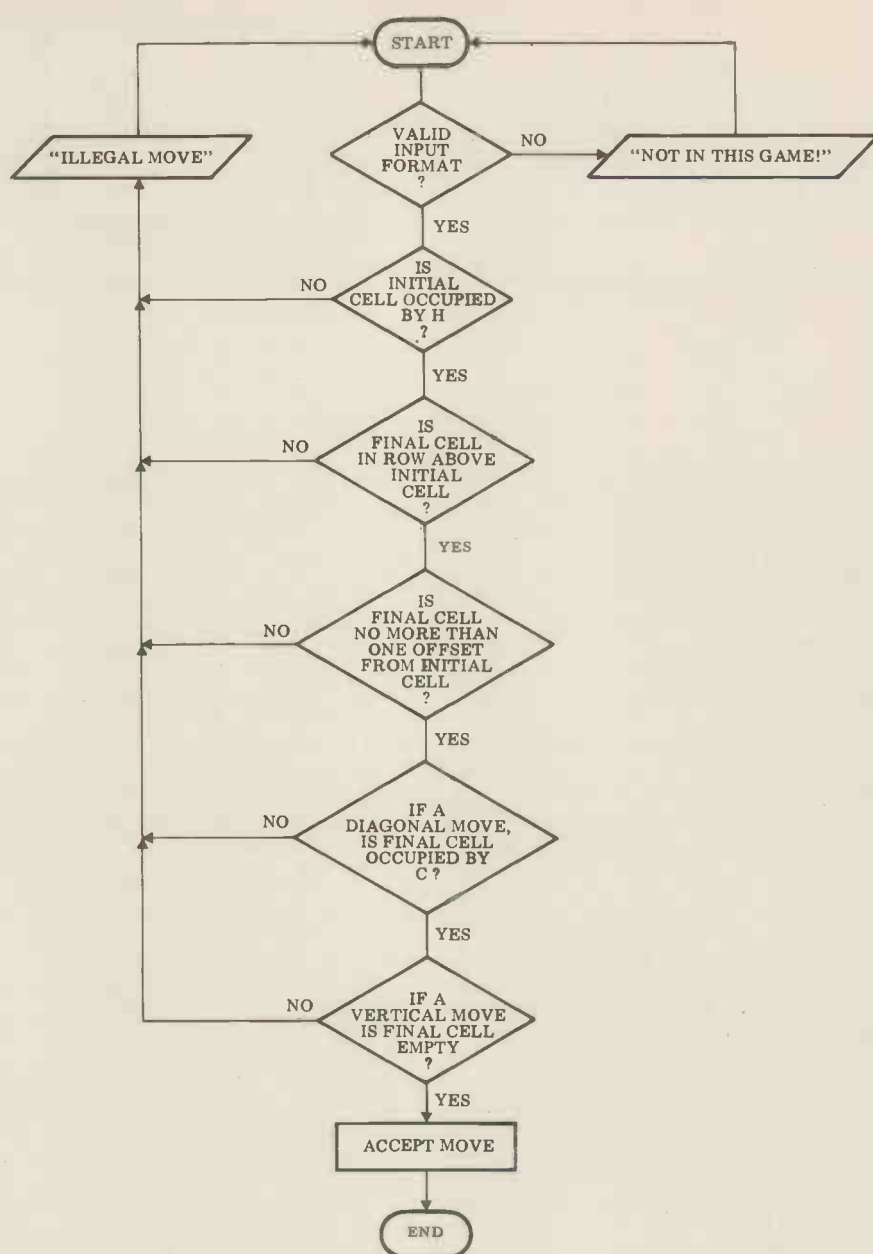 START
VALID
INPUT
FORMAT
?
NO
"NOT IN THIS GAME!"
"ILLEGAL MOVE"
YES
IS
INITIAL
CELL OCCUPIED
BY H
?
NO
YES
IS
FINAL CELL
IN ROW ABOVE
INITIAL
CELL
?
NO
YES
IS
FINAL CELL
NO MORE THAN
ONE OFFSET
FROM INITIAL
CELL
?
NO
YES
IF A
DIAGONAL MOVE,
IS FINAL CELL
OCCUPIED BY
C ?
NO
YES
IF A
VERTICAL MOVE
IS FINAL CELL
EMPTY
?
NO
YES
ACCEPT MOVE
END